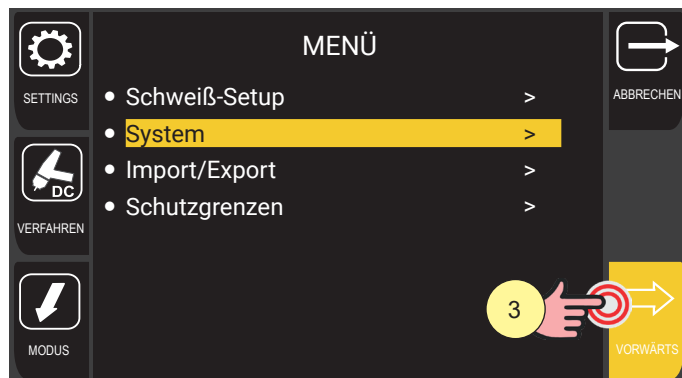 MENÜ
SETTINGS
DC
VERFAHREN
MODUS
• Schweiß-Setup >
• System >
• Import/Export >
• Schutzgrenzen >
3
ABBRECHEN
VORWÄRTS